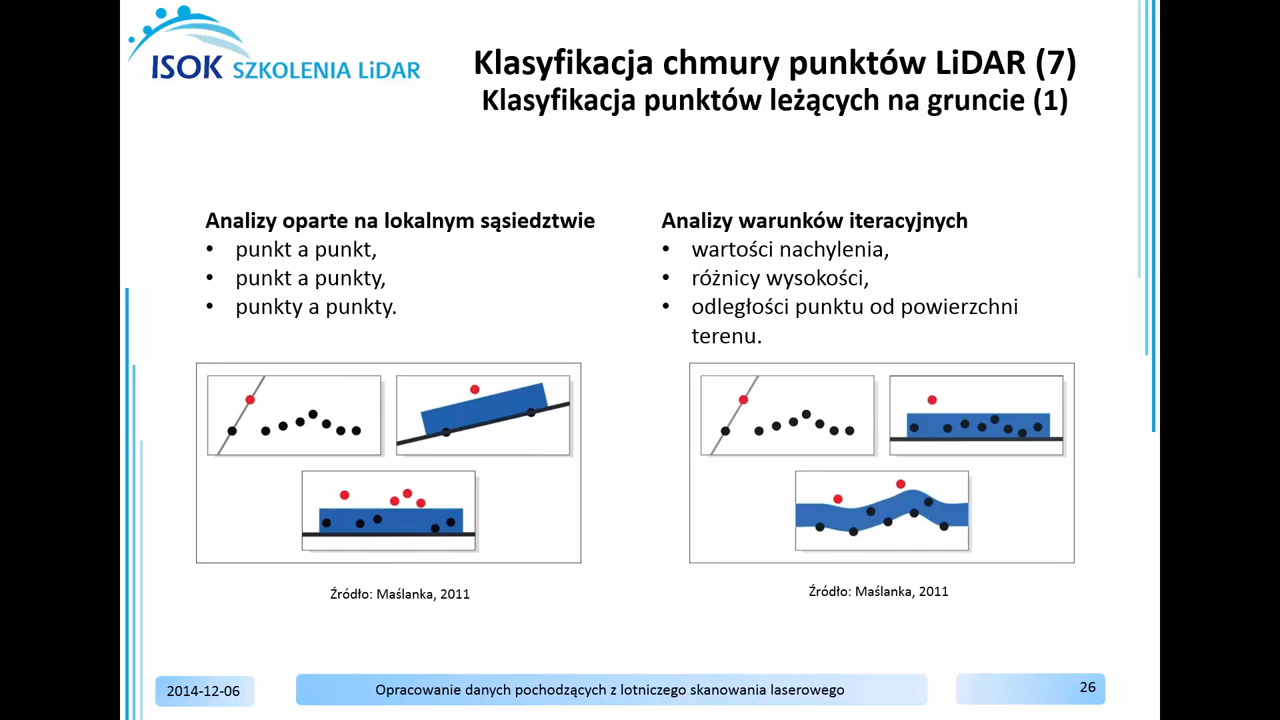 ISOK SZKOLENIA LiDAR
Klasyfikacja chmury punktów LiDAR (7)
Klasyfikacja punktów leżących na gruncie (1)
Analizy oparte na lokalnym sąsiedztwie
• punkt a punkt,
• punkt a punkty,
• punkty a punkty.
Analizy warunków iteracyjnych
• wartości nachylenia,
• różnicy wysokości,
• odległości punktu od powierzchni
terenu.
Źródło: Maślanka, 2011
Źródło: Maślanka, 2011
2014-12-06
Opracowanie danych pochodzących z lotniczego skanowania laserowego
26